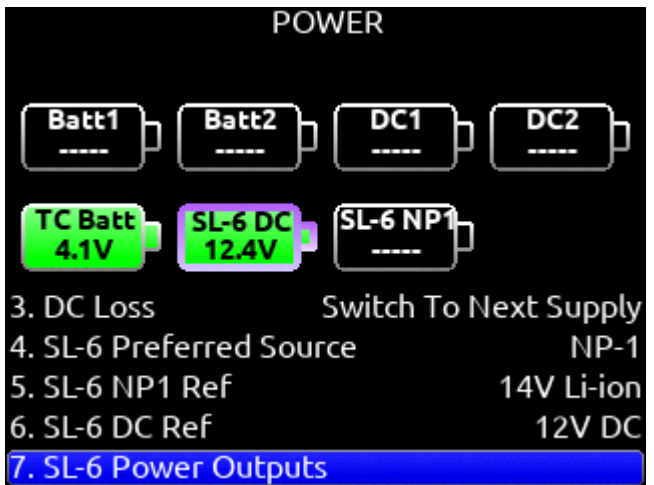 POWER
Batt1 Batt2 DC1 DC2
----- ----- ----- -----
TC Batt SL-6 DC SL-6 NP1
4.1V 12.4V -----
3. DC Loss Switch To Next Supply
4. SL-6 Preferred Source NP-1
5. SL-6 NP1 Ref 14V Li-ion
6. SL-6 DC Ref 12V DC
7. SL-6 Power Outputs